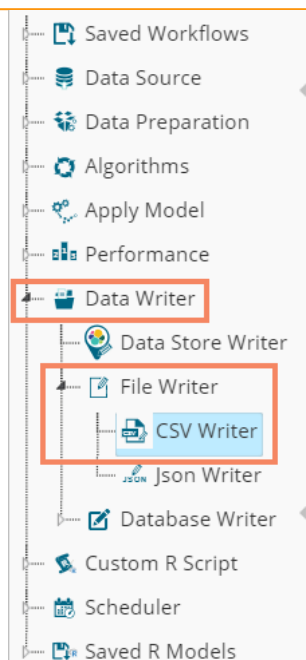 Saved Workflows
Data Source
Data Preparation
Algorithms
Apply Model
Performance
Data Writer
Data Store Writer
File Writer
CSV Writer
Json Writer
Database Writer
Custom R Script
Scheduler
Saved R Models